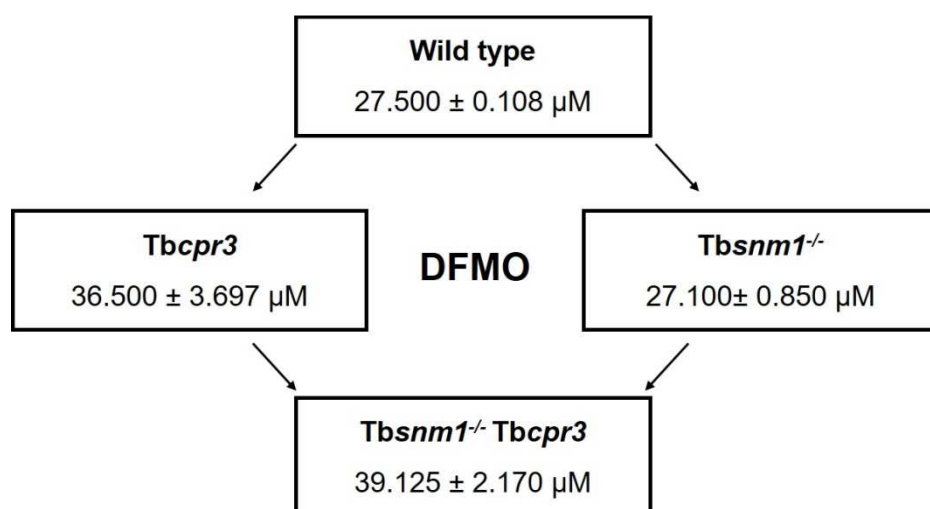 Wild type
27.500 ± 0.108 µM
Tbcpr3
36.500 ± 3.697 µM
DFMO
Tbsnm1⁻/⁻
27.100± 0.850 µM
Tbsnm1⁻/⁻ Tbcpr3
39.125 ± 2.170 µM